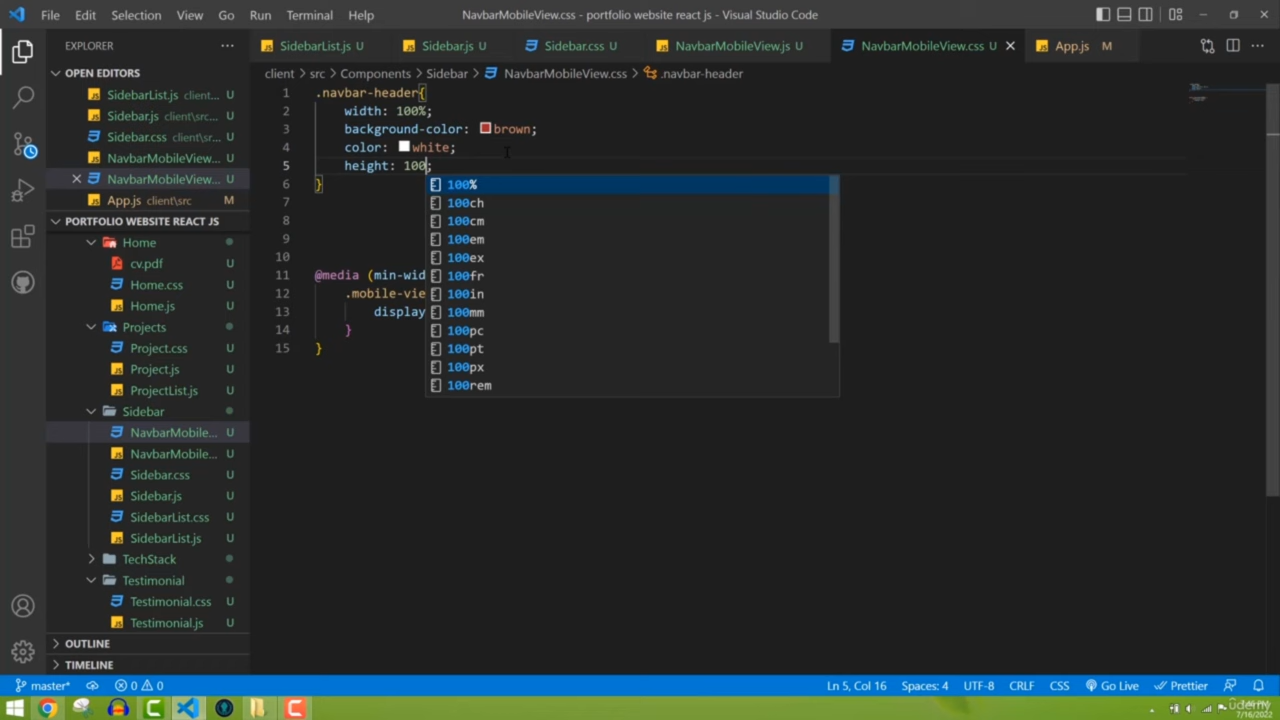 File Edit Selection View Go Run Terminal Help NavbarMobileView.css - portfolio website react js - Visual Studio Code
EXPLORER
SidebarList.js U Sidebar.js U Sidebar.css U NavbarMobileView.js U NavbarMobileView.css U App.js M
OPEN EDITORS
SidebarList.js client... U
Sidebar.js client\src... U
Sidebar.css client\src... U
NavbarMobileView... U
NavbarMobileView... U
App.js client\src M
PORTFOLIO WEBSITE REACT JS
Home
cv.pdf U
Home.css U
Home.js U
Projects
Project.css U
Project.js U
ProjectList.js U
Sidebar
NavbarMobile... U
NavbarMobile... U
Sidebar.css U
Sidebar.js U
SidebarList.css U
SidebarList.js U
TechStack
Testimonial
Testimonial.css U
Testimonial.js U
OUTLINE
TIMELINE
client > src > Components > Sidebar > NavbarMobileView.css > .navbar-header
1 .navbar-header{
2 width: 100%;
3 background-color: brown;
4 color: white;
5 height: 100;
6 }
7
8
9
10
11 @media (min-wid
12 .mobile-vie
13 display
14 }
15 }
100%
100ch
100cm
100em
100ex
100fr
100in
100mm
100pc
100pt
100px
100rem
master* 0 0 Ln 5, Col 16 Spaces: 4 UTF-8 CRLF CSS Go Live Prettier
udemy
7/16/2022